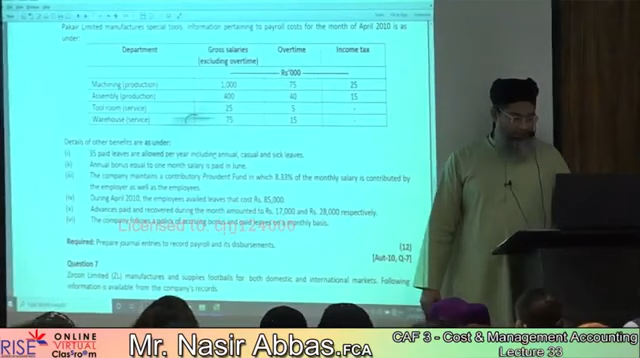 Pakair Limited manufactures special tools, information pertaining to payroll costs for the month of April 2010 is as
under:
Department Gross salaries (excluding overtime) Overtime Income tax
Rs'000
Machining (production) 1,000 75 25
Assembly (production) 400 40 15
Tool room (service) 25 5 -
Warehouse (service) 75 15 -
Details of other benefits are as under:
(i) 35 paid leaves are allowed per year including annual, casual and sick leaves.
(ii) Annual bonus equal to one month salary is paid in June.
(iii) The company maintains a contributory Provident Fund in which 8.33% of the monthly salary is contributed
by the employer as well as the employees.
(iv) During April 2010, the employees availed leaves that cost Rs. 85,000.
(v) Advances paid and recovered during the month amounted to Rs. 17,000 and Rs. 28,000 respectively.
(vi) The company follows a policy of accruing bonus and paid leaves on monthly basis.
Licensed to:
Required: Prepare journal entries to record payroll and its disbursements.
(12)
[Aut-10, Q-7]
Question 7
Zircon Limited (ZL) manufactures and supplies footballs for both domestic and international markets. Following
information is available from the company's records
RISE ONLINE VIRTUAL Classroom
Mr. Nasir Abbas.FCA
CAF 3 - Cost & Management Accounting
Lecture 33